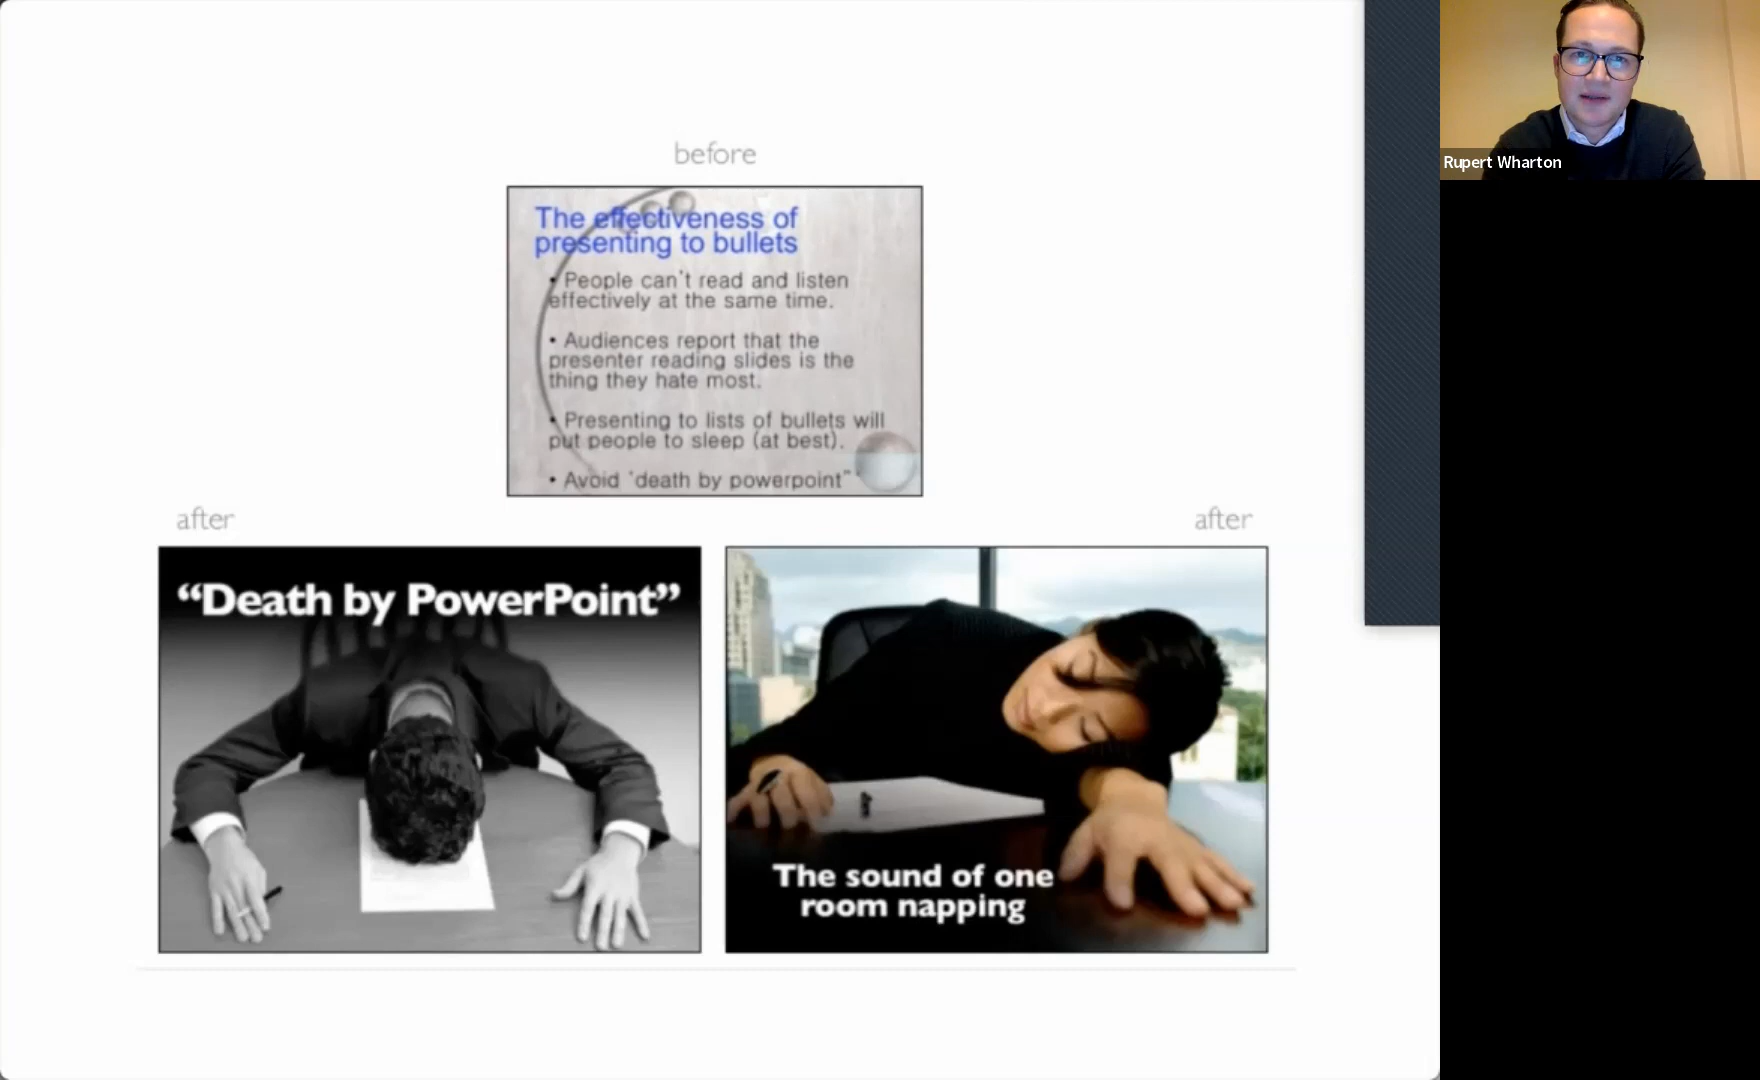 before
The effectiveness of
presenting to bullets
• People can't read and listen
effectively at the same time.
• Audiences report that the
presenter reading slides is the
thing they hate most.
• Presenting to lists of bullets will
put people to sleep (at best).
• Avoid 'death by powerpoint"
after
after
“Death by PowerPoint”
The sound of one
room napping
Rupert Wharton